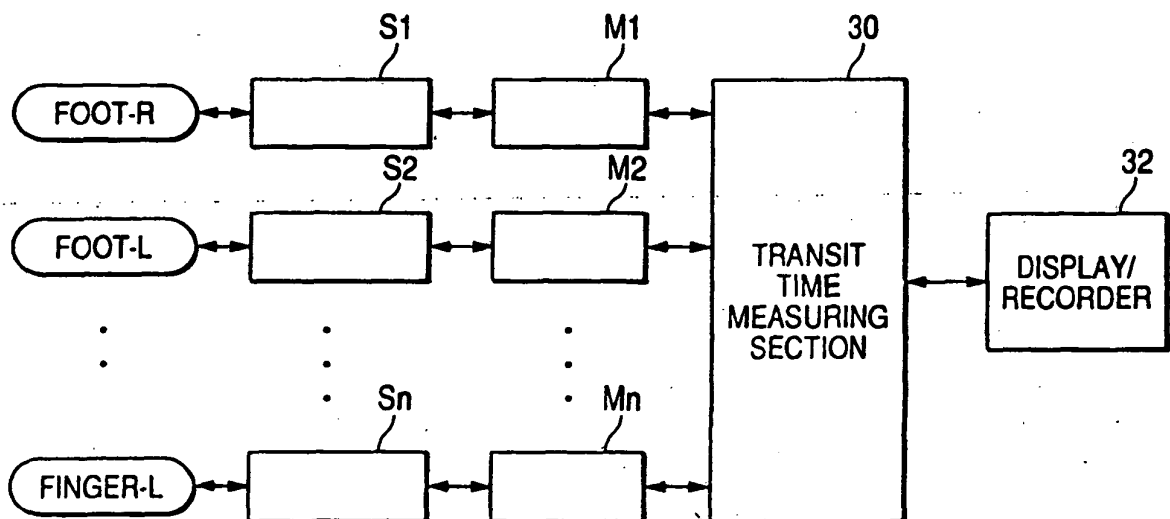 S1
M1
30
FOOT-R
S2
M2
32
FOOT-L
TRANSIT
TIME
MEASURING
SECTION
DISPLAY/
RECORDER
Sn
Mn
FINGER-L